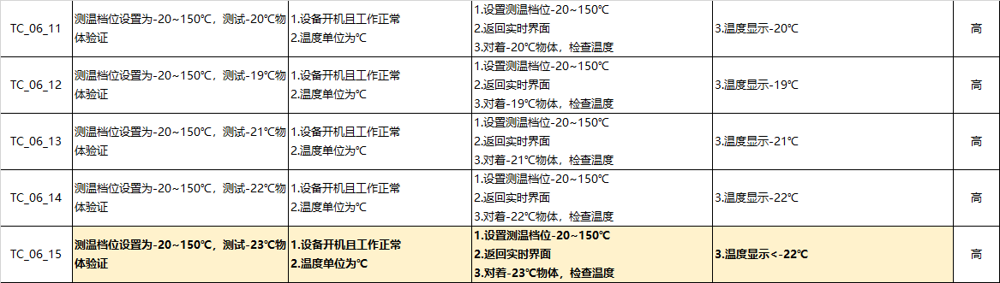 TC_06_11
测温档位设置为-20~150℃，测试-20℃物
体验证
1.设备开机且工作正常
2.温度单位为℃
1.设置测温档位-20~150℃
2.返回实时界面
3.对着-20℃物体，检查温度
3.温度显示-20℃
高
TC_06_12
测温档位设置为-20~150℃，测试-19℃物
体验证
1.设备开机且工作正常
2.温度单位为℃
1.设置测温档位-20~150℃
2.返回实时界面
3.对着-19℃物体，检查温度
3.温度显示-19℃
高
TC_06_13
测温档位设置为-20~150℃，测试-21℃物
体验证
1.设备开机且工作正常
2.温度单位为℃
1.设置测温档位-20~150℃
2.返回实时界面
3.对着-21℃物体，检查温度
3.温度显示-21℃
高
TC_06_14
测温档位设置为-20~150℃，测试-22℃物
体验证
1.设备开机且工作正常
2.温度单位为℃
1.设置测温档位-20~150℃
2.返回实时界面
3.对着-22℃物体，检查温度
3.温度显示-22℃
高
TC_06_15
测温档位设置为-20~150℃，测试-23℃物
体验证
1.设备开机且工作正常
2.温度单位为℃
1.设置测温档位-20~150℃
2.返回实时界面
3.对着-23℃物体，检查温度
3.温度显示<-22℃
高